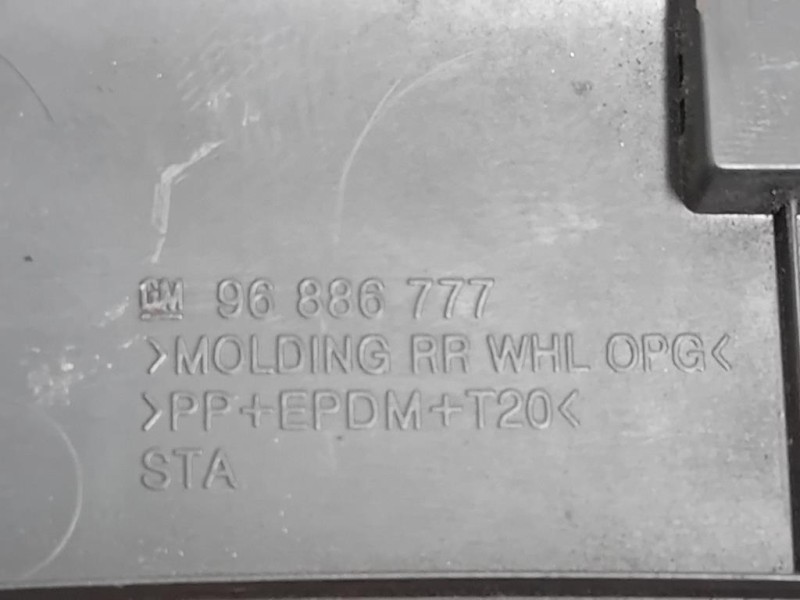 GM 96 886 777
>MOLDING RR WHL OPG<
>PP+EPDM+T20<
STA